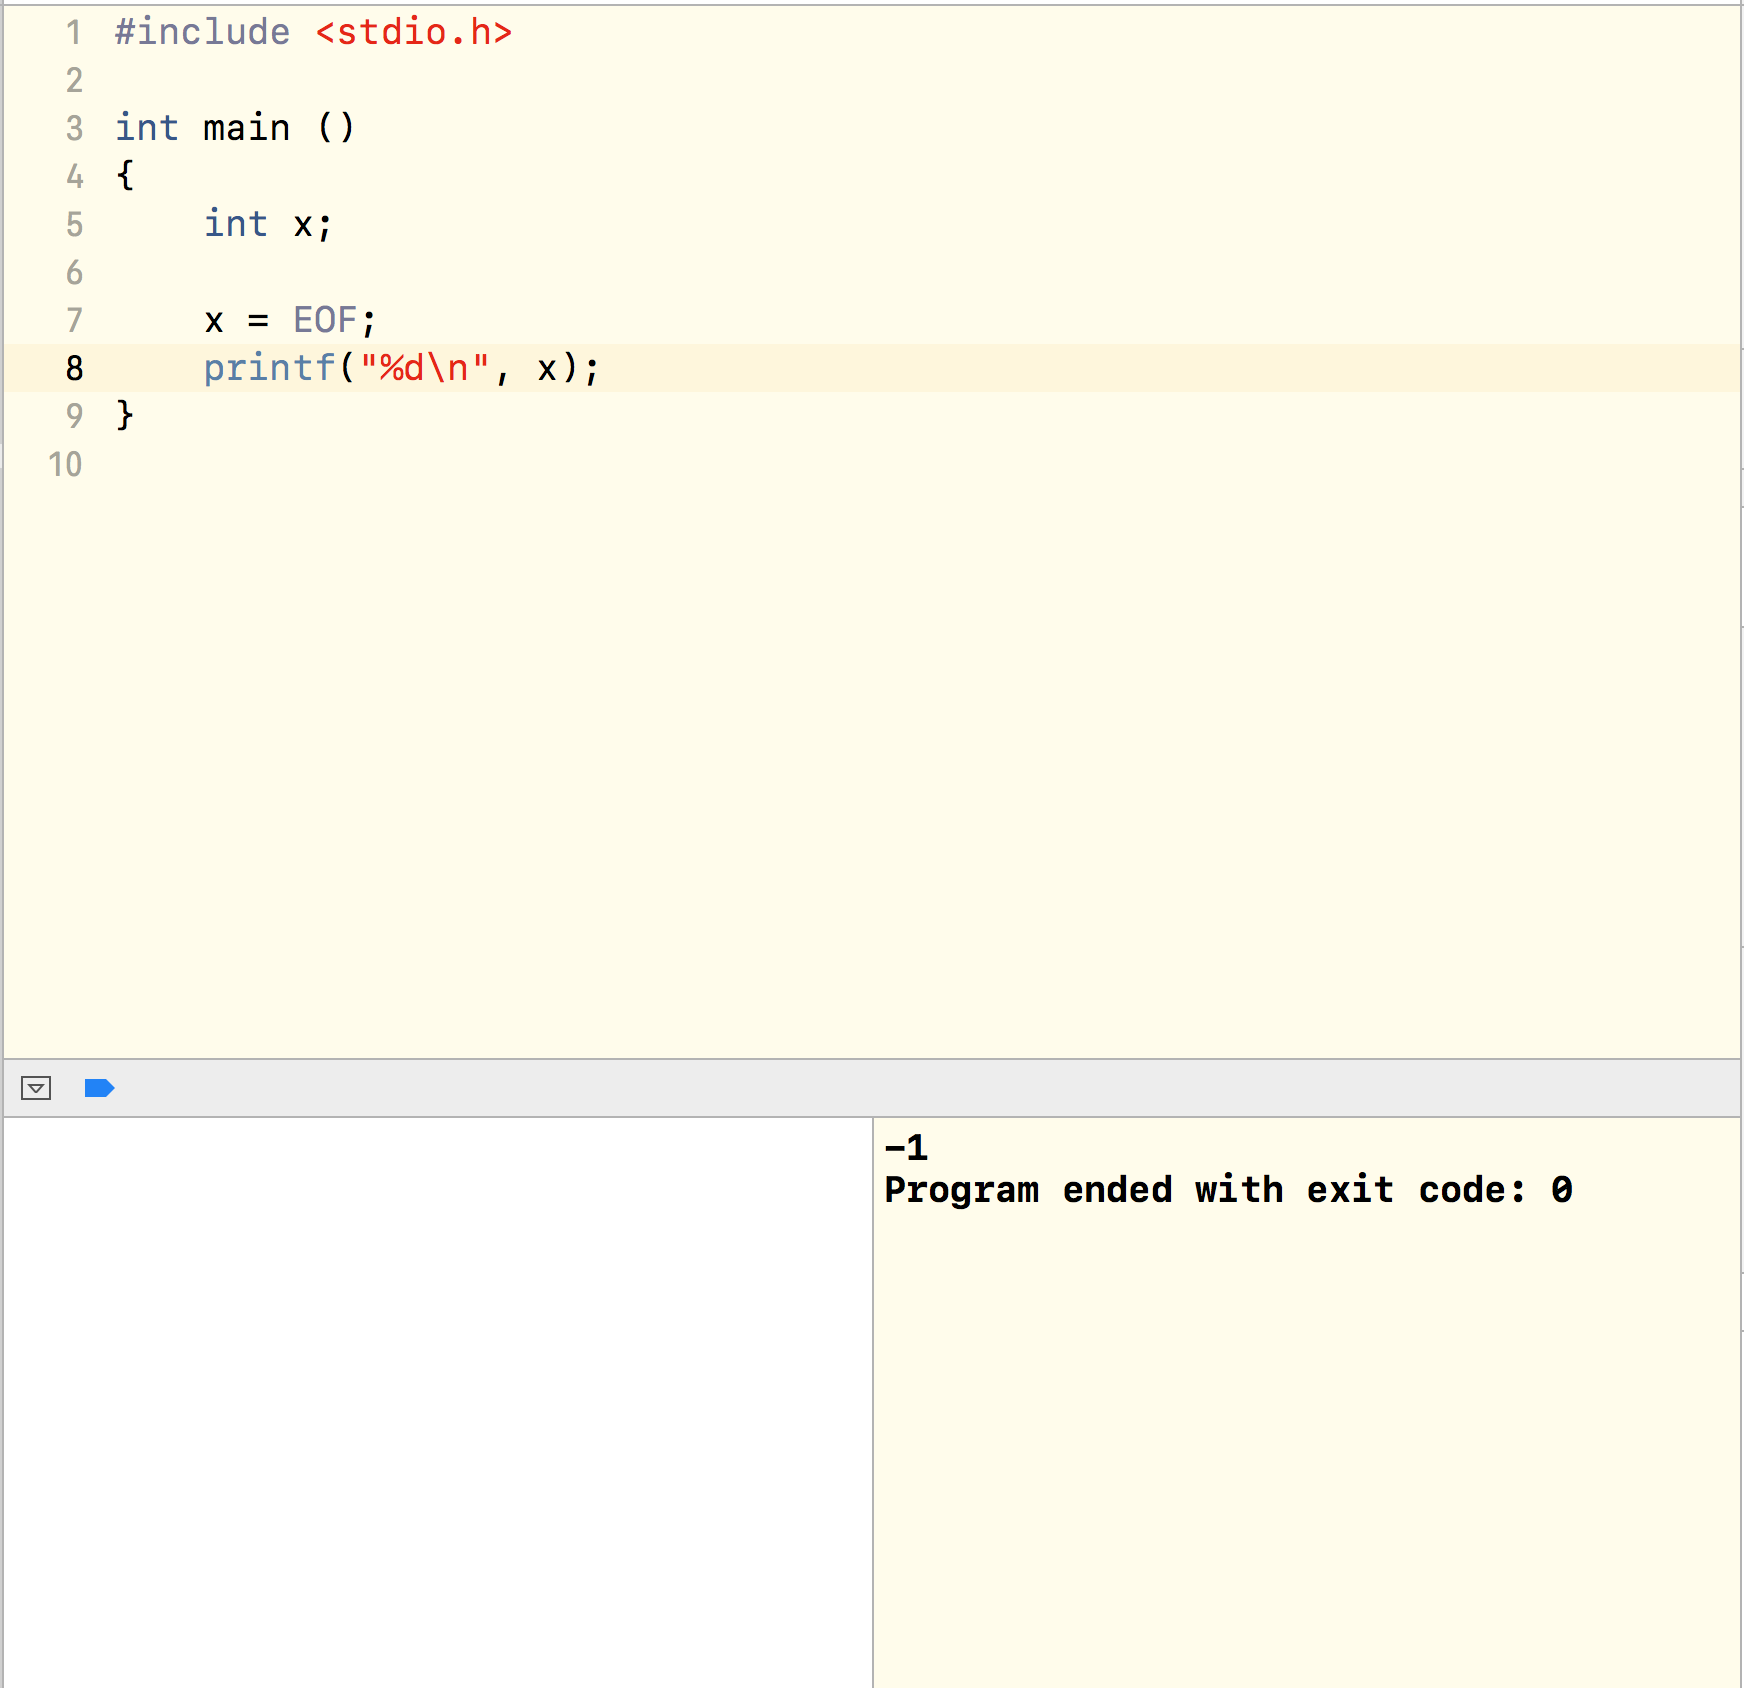 1 #include <stdio.h>
2
3 int main ()
4 {
5     int x;
6
7     x = EOF;
8     printf("%d\n", x);
9 }
10
-1
Program ended with exit code: 0